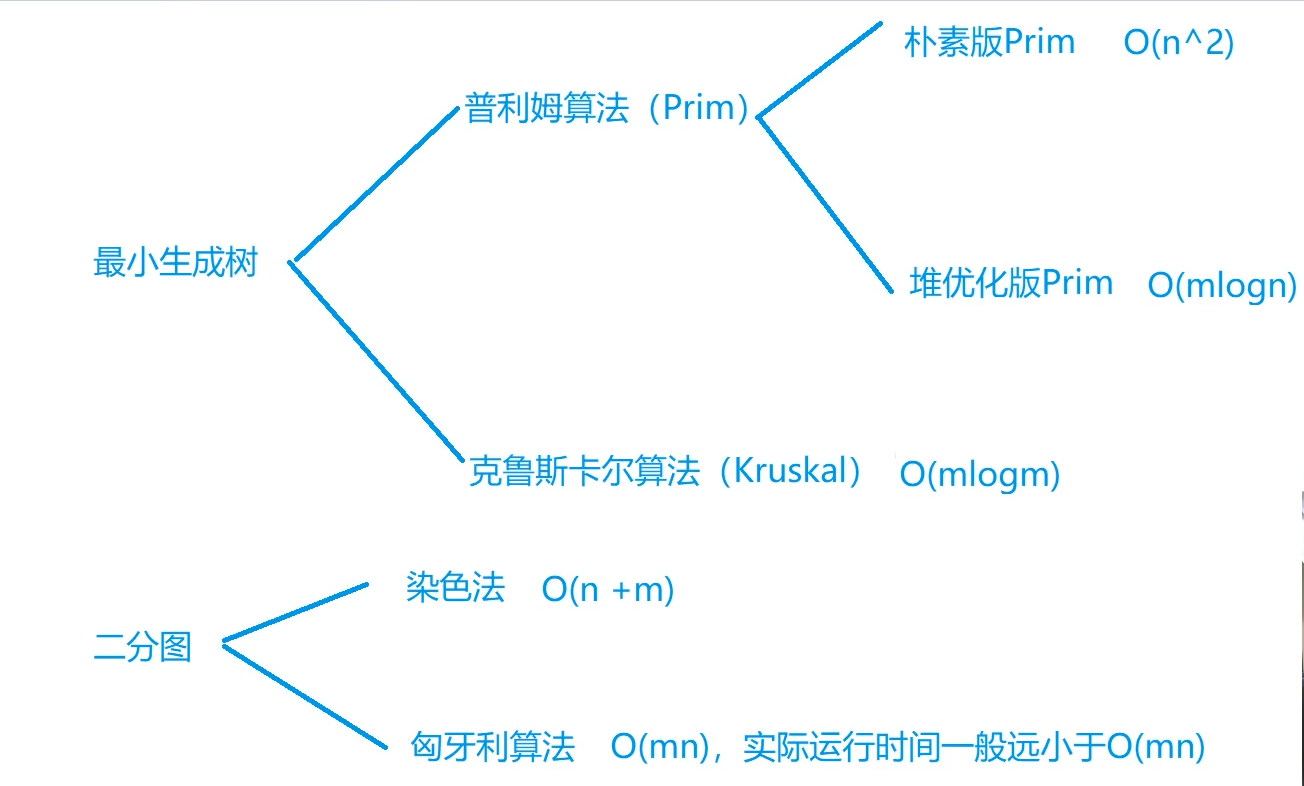 朴素版Prim O(n^2)
普利姆算法（Prim）
最小生成树
堆优化版Prim O(mlogn)
克鲁斯卡尔算法（Kruskal） O(mlogm)
染色法 O(n +m)
二分图
匈牙利算法 O(mn)，实际运行时间一般远小于O(mn)